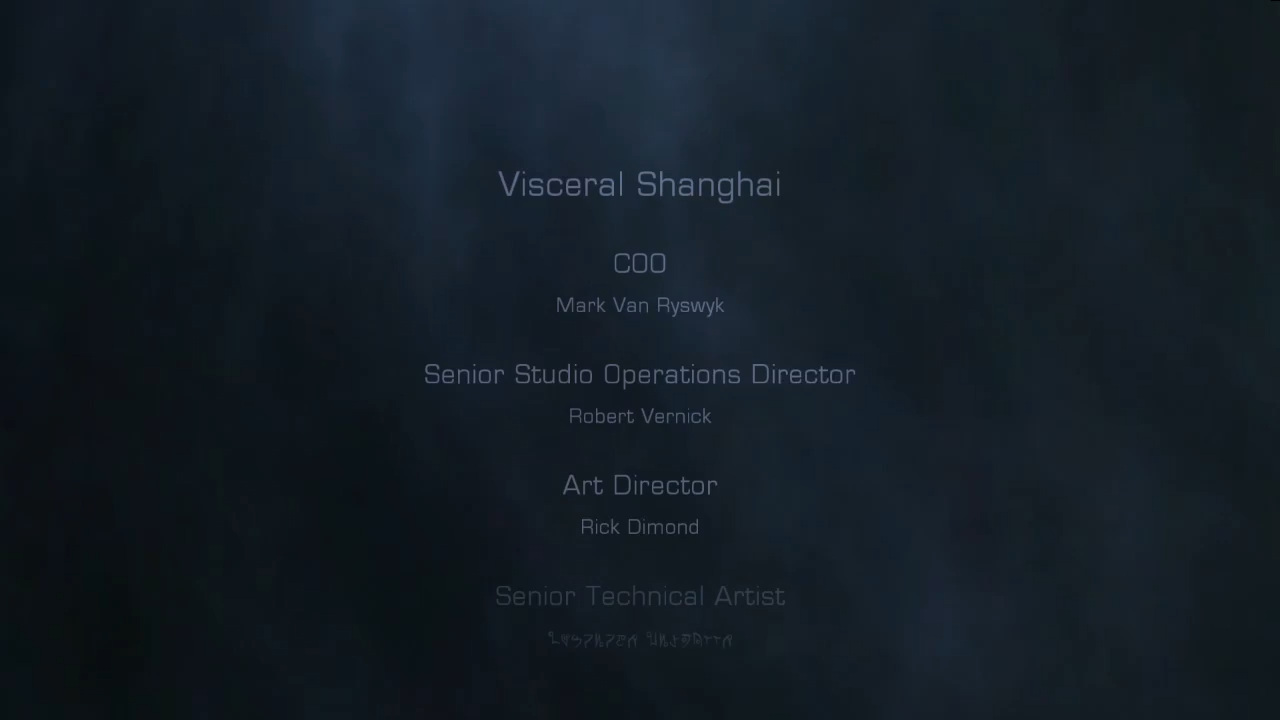 Visceral Shanghai
COO
Mark Van Ryswyk
Senior Studio Operations Director
Robert Vernick
Art Director
Rick Dimond
Senior Technical Artist